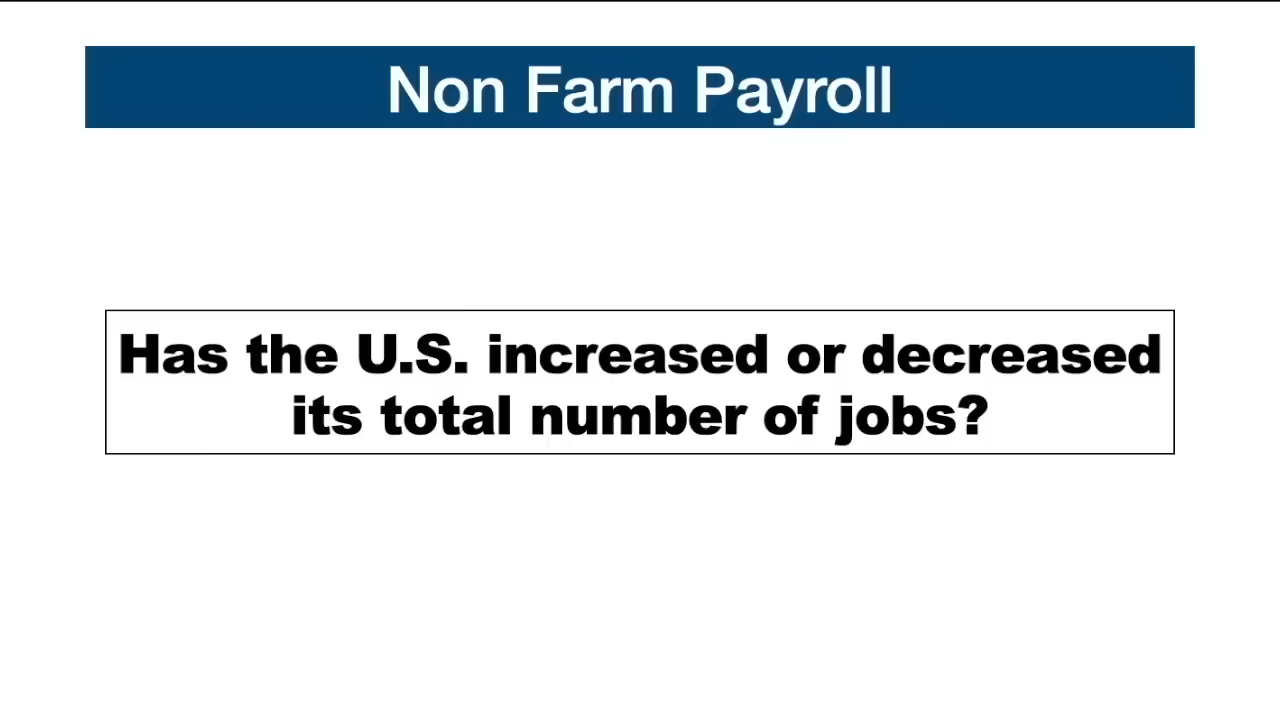 Non Farm Payroll
Has the U.S. increased or decreased
its total number of jobs?